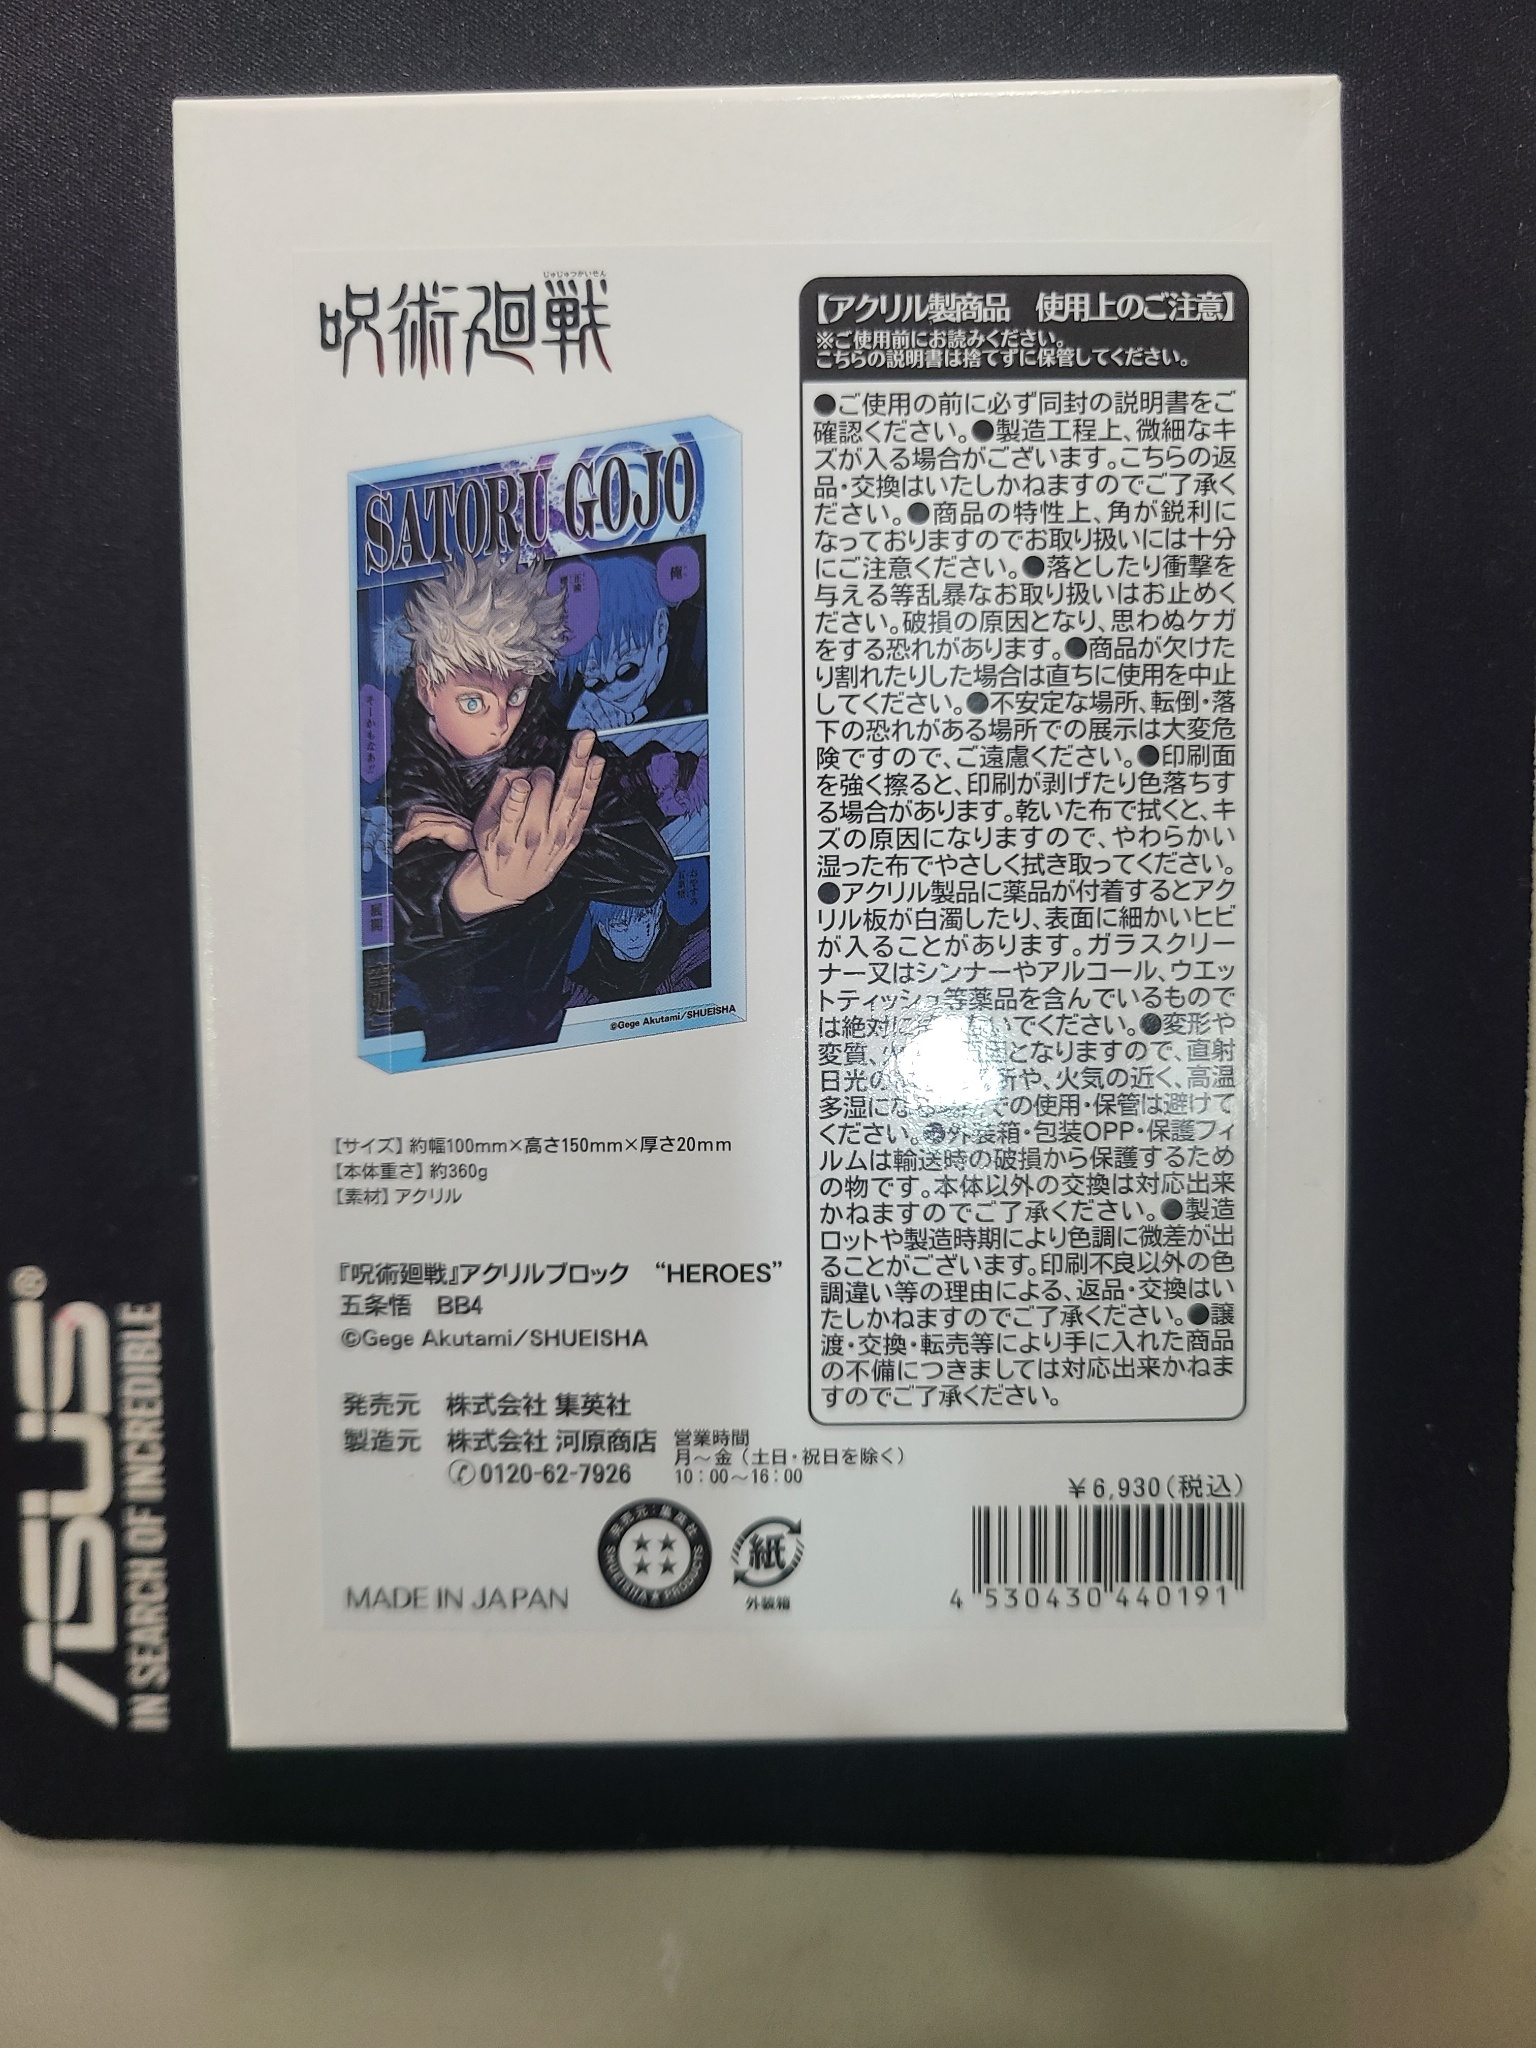 じゅじゅつかいせん
呪術廻戦
SATORU GOJO
俺
そーかもなあ?
展開
©Gege Akutami/SHUEISHA
【サイズ】約幅100mm×高さ150mm×厚さ20mm
【本体重さ】約360g
【素材】アクリル
『呪術廻戦』アクリルブロック “HEROES”
五条悟 BB4
©Gege Akutami/SHUEISHA
発売元 株式会社 集英社
製造元 株式会社 河原商店
0120-62-7926
営業時間
月～金（土日・祝日を除く）
10：00～16：00
MADE IN JAPAN
発売元：集英社
SHUEISHA★PRODUCTS
紙
外装箱
【アクリル製商品 使用上のご注意】
※ご使用前にお読みください。
こちらの説明書は捨てずに保管してください。
●ご使用の前に必ず同封の説明書をご
確認ください。●製造工程上、微細なキ
ズが入る場合がございます。こちらの返
品・交換はいたしかねますのでご了承く
ださい。●商品の特性上、角が鋭利に
なっておりますのでお取り扱いには十分
にご注意ください。●落としたり衝撃を
与える等乱暴なお取り扱いはお止めく
ださい。破損の原因となり、思わぬケガ
をする恐れがあります。●商品が欠けた
り割れたりした場合は直ちに使用を中止
してください。●不安定な場所、転倒・落
下の恐れがある場所での展示は大変危
険ですので、ご遠慮ください。●印刷面
を強く擦ると、印刷が剥げたり色落ちす
る場合があります。乾いた布で拭くと、キ
ズの原因になりますので、やわらかい
湿った布でやさしく拭き取ってください。
●アクリル製品に薬品が付着するとアク
リル板が白濁したり、表面に細かいヒビ
が入ることがあります。ガラスクリー
ナー又はシンナーやアルコール、ウエッ
トティッシュ等薬品を含んでいるもので
は絶対に いでください。●変形や
変質、 となりますので、直射
日光の や、火気の近く、高温
多湿になる での使用・保管は避けて
ください。●外装箱・包装OPP・保護フィ
ルムは輸送時の破損から保護するため
の物です。本体以外の交換は対応出来
かねますのでご了承ください。●製造
ロットや製造時期により色調に微差が出
ることがございます。印刷不良以外の色
調違い等の理由による、返品・交換はい
たしかねますのでご了承ください。●譲
渡・交換・転売等により手に入れた商品
の不備につきましては対応出来かねま
すのでご了承ください。
￥6,930（税込）
4 530430 440191
ASUS®
IN SEARCH OF INCREDIBLE